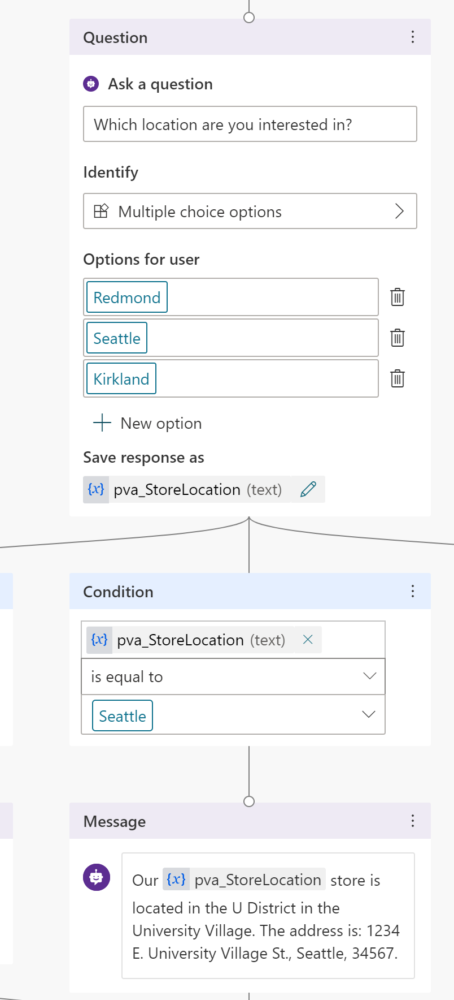 Question
Ask a question
Which location are you interested in?
Identify
Multiple choice options
Options for user
Redmond
Seattle
Kirkland
New option
Save response as
{x} pva_StoreLocation (text)
Condition
{x} pva_StoreLocation (text)
is equal to
Seattle
Message
Our {x} pva_StoreLocation store is
located in the U District in the
University Village. The address is: 1234
E. University Village St., Seattle, 34567.